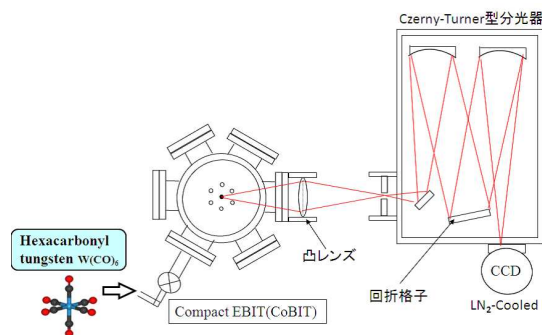 Czerny-Turner型分光器
Hexacarbonyl
tungsten W(CO)6
凸レンズ
Compact EBIT(CoBIT)
回折格子
CCD
LN2-Cooled